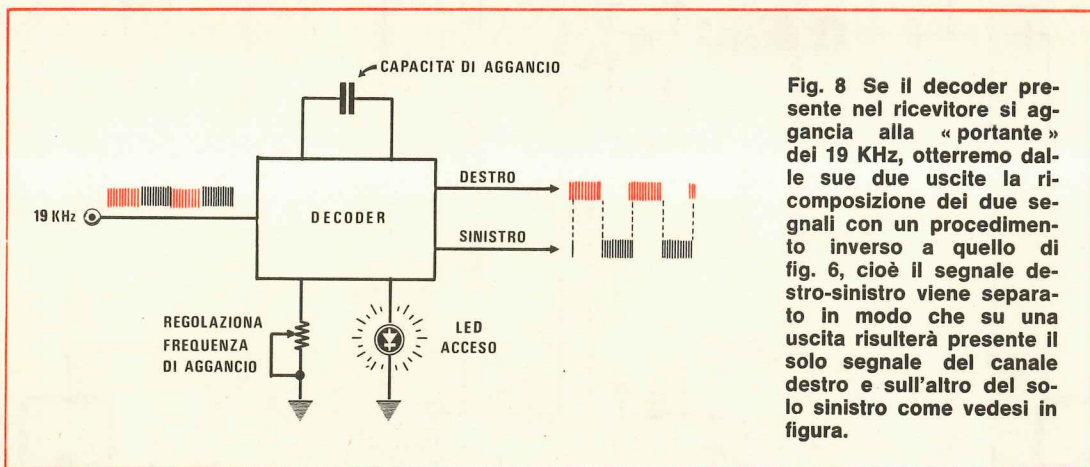 CAPACITÀ DI AGGANCIO
19 KHz
DECODER
DESTRO
SINISTRO
REGOLAZIONA
FREQUENZA
DI AGGANCIO
LED
ACCESO
Fig. 8 Se il decoder pre-
sente nel ricevitore si ag-
gancia alla « portante »
dei 19 KHz, otterremo dal-
le sue due uscite la ri-
composizione dei due se-
gnali con un procedimen-
to inverso a quello di
fig. 6, cioè il segnale de-
stro-sinistro viene separa-
to in modo che su una
uscita risulterà presente il
solo segnale del canale
destro e sull'altro del so-
lo sinistro come vedesi in
figura.